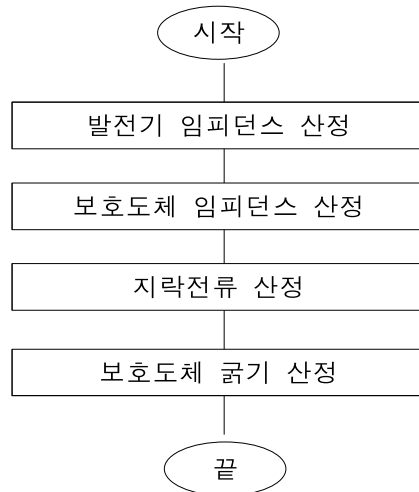 시작
발전기 임피던스 산정
보호도체 임피던스 산정
지락전류 산정
보호도체 굵기 산정
끝